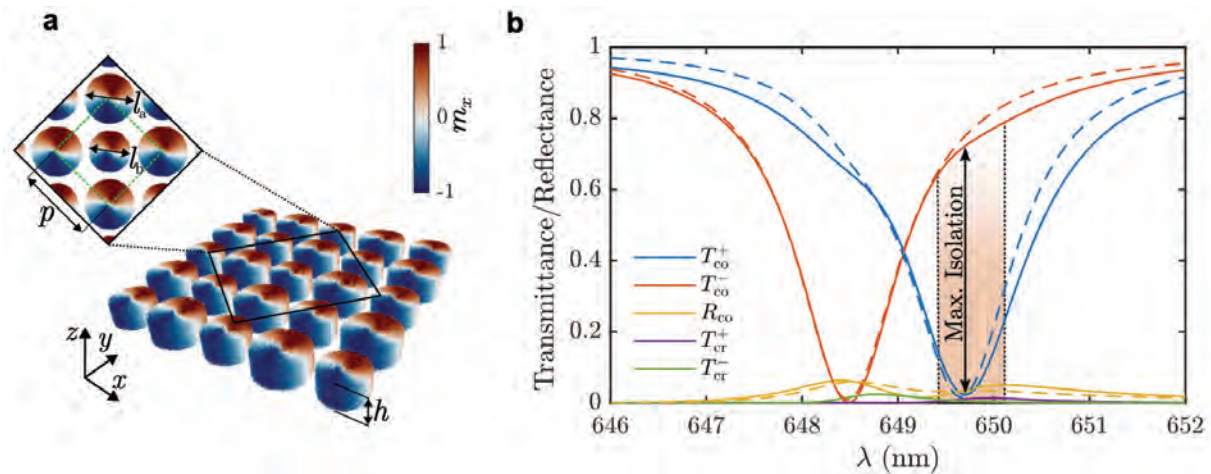 a
1
0
-1
m_x
l_a
l_b
p
z
y
x
h
b
Transmittance/Reflectance
1
0.8
0.6
0.4
0.2
0
T_co^+
T_co^-
R_co
T_cr^+
T_cr^-
Max. Isolation
646 647 648 649 650 651 652
λ (nm)